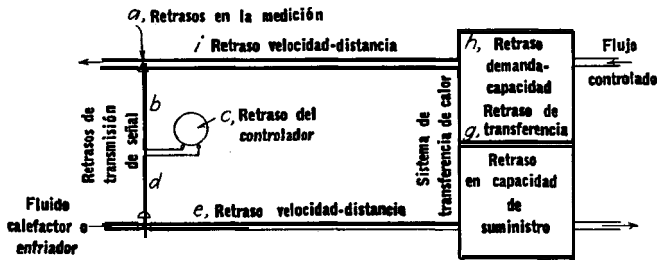 a, Retrasos en la medición
i Retraso velocidad-distancia
h, Retraso
demanda-
capacidad
Retraso de
g, transferencia
Flujo
controlado
Retrasos de
transmisión
de señal
b
c, Retraso del
controlador
d
Sistema de
transferencia de calor
Retraso
en capacidad
de
suministro
Fluido
calefactor o
enfriador
e, Retraso velocidad-distancia